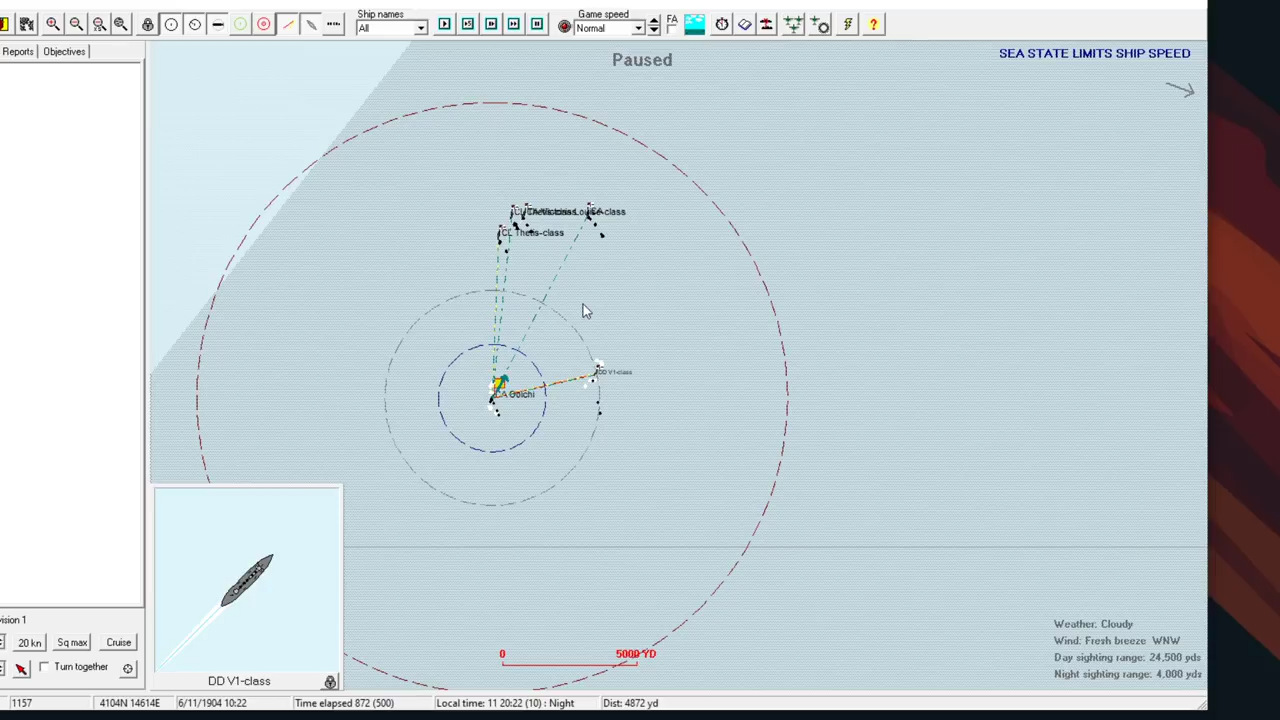 Ship names
Game speed
FA
All
Normal
Reports
Objectives
Paused
SEA STATE LIMITS SHIP SPEED
-class
CL Thetis-class
DD V1-class
CA
0
5000 YD
Weather: Cloudy
Wind: Fresh breeze WNW
Day sighting range: 24,500 yds
Night sighting range: 4,000 yds
vision 1
20 kn
Sq max
Cruise
Turn together
DD V1-class
1157
4104N 14614E
6/11/1904 10:22
Time elapsed 872 (500)
Local time: 11 20:22 (10) : Night
Dist: 4872 yd